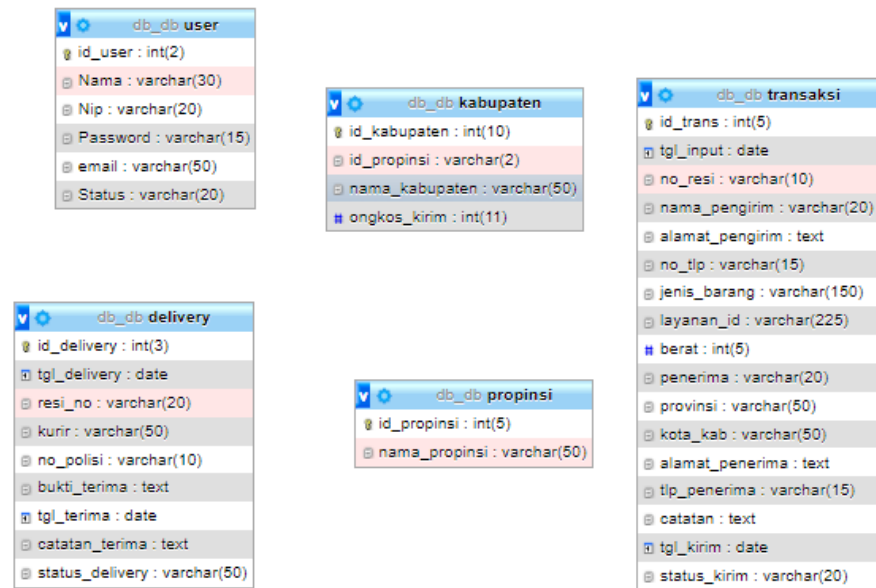 db_db user
id_user : int(2)
Nama : varchar(30)
Nip : varchar(20)
Password : varchar(15)
email : varchar(50)
Status : varchar(20)
db_db kabupaten
id_kabupaten : int(10)
id_propinsi : varchar(2)
nama_kabupaten : varchar(50)
# ongkos_kirim : int(11)
db_db transaksi
id_trans : int(5)
tgl_input : date
no_resi : varchar(10)
nama_pengirim : varchar(20)
alamat_pengirim : text
no_tlp : varchar(15)
jenis_barang : varchar(150)
layanan_id : varchar(225)
# berat : int(5)
penerima : varchar(20)
provinsi : varchar(50)
kota_kab : varchar(50)
alamat_penerima : text
tlp_penerima : varchar(15)
catatan : text
tgl_kirim : date
status_kirim : varchar(20)
db_db delivery
id_delivery : int(3)
tgl_delivery : date
resi_no : varchar(20)
kurir : varchar(50)
no_polisi : varchar(10)
bukti_terima : text
tgl_terima : date
catatan_terima : text
status_delivery : varchar(50)
db_db propinsi
id_propinsi : int(5)
nama_propinsi : varchar(50)